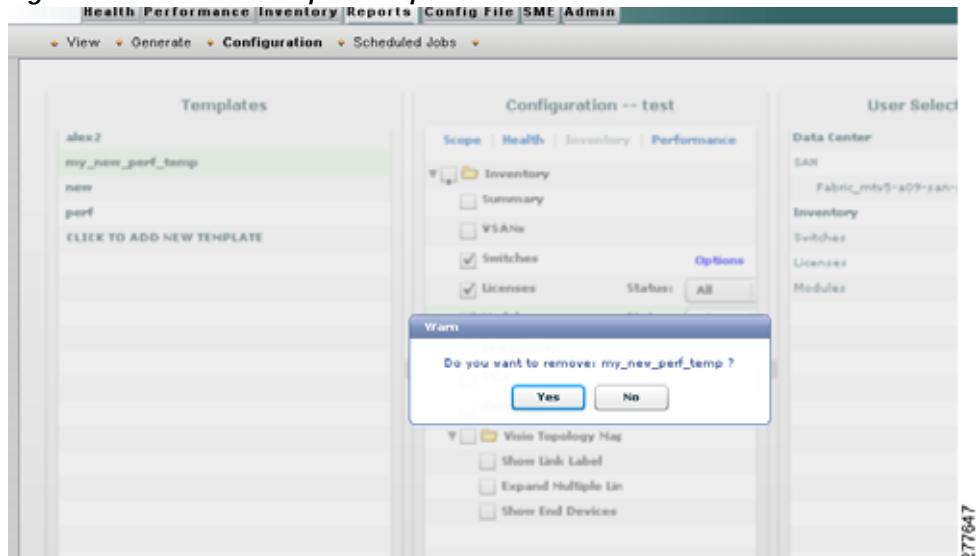 Health Performance Inventory Reports Config File SME Admin
View Generate Configuration Scheduled Jobs
Templates
alex2
my_new_perf_temp
new
perf
CLICK TO ADD NEW TEMPLATE
Configuration -- test
Scope Health Inventory Performance
Inventory
Summary
VSANs
Switches Options
Licenses Status: All
Warn
Do you want to remove: my_new_perf_temp ?
Yes No
Visio Topology Map
Show Link Label
Expand Multiple Lin
Show End Devices
User Select
Data Center
SAN
Fabric_mtv5-a09-san-
Inventory
Switches
Licenses
Modules
277647